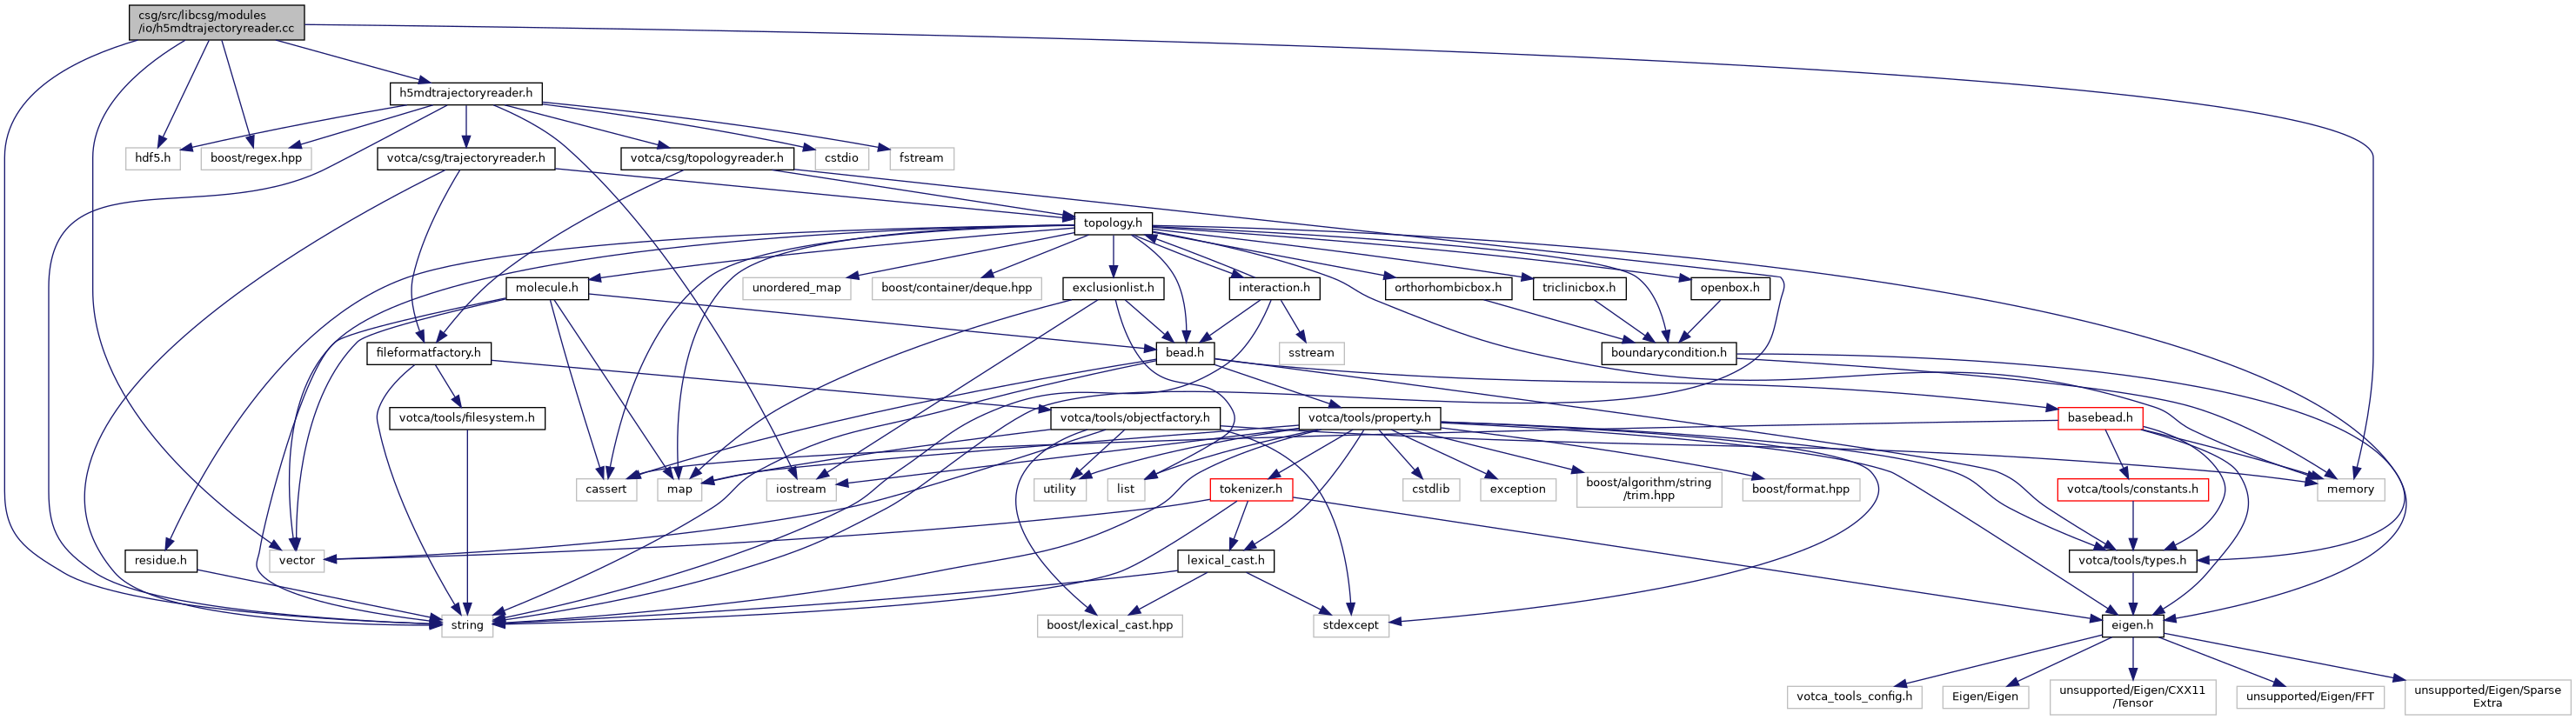 csg/src/libcsg/modules
/io/h5mdtrajectoryreader.cc
h5mdtrajectoryreader.h
hdf5.h
boost/regex.hpp
votca/csg/trajectoryreader.h
votca/csg/topologyreader.h
cstdio
fstream
topology.h
molecule.h
unordered_map
boost/container/deque.hpp
exclusionlist.h
interaction.h
orthorhombicbox.h
triclinicbox.h
openbox.h
fileformatfactory.h
bead.h
sstream
boundarycondition.h
votca/tools/filesystem.h
votca/tools/objectfactory.h
votca/tools/property.h
basebead.h
cassert
map
iostream
utility
list
tokenizer.h
cstdlib
exception
boost/algorithm/string
/trim.hpp
boost/format.hpp
votca/tools/constants.h
memory
residue.h
vector
lexical_cast.h
votca/tools/types.h
string
boost/lexical_cast.hpp
stdexcept
eigen.h
votca_tools_config.h
Eigen/Eigen
unsupported/Eigen/CXX11
/Tensor
unsupported/Eigen/FFT
unsupported/Eigen/Sparse
Extra